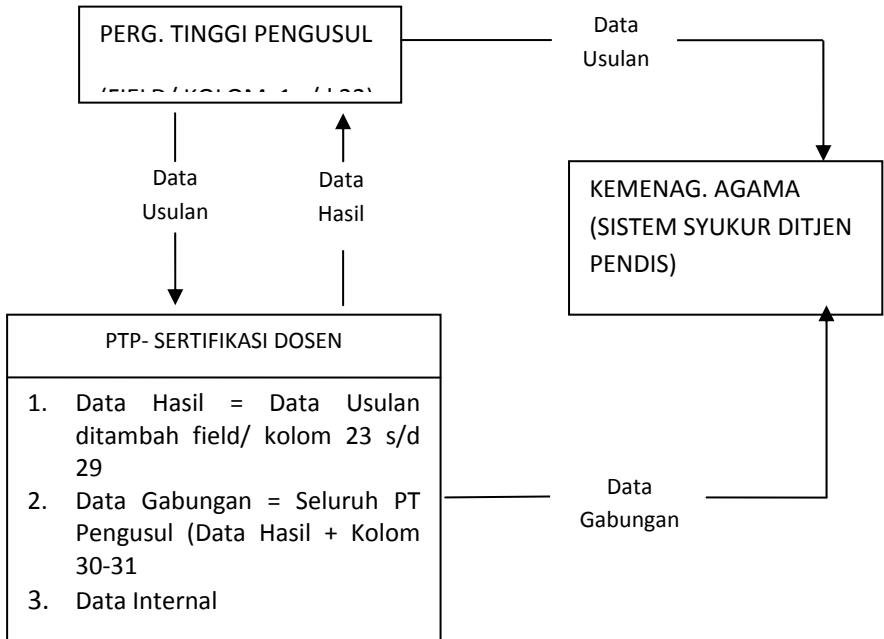 PERG. TINGGI PENGUSUL
Data
Usulan
Data
Usulan
Data
Hasil
KEMENAG. AGAMA
(SISTEM SYUKUR DITJEN
PENDIS)
PTP- SERTIFIKASI DOSEN
1. Data Hasil = Data Usulan
ditambah field/ kolom 23 s/d
29
2. Data Gabungan = Seluruh PT
Pengusul (Data Hasil + Kolom
30-31
3. Data Internal
Data
Gabungan